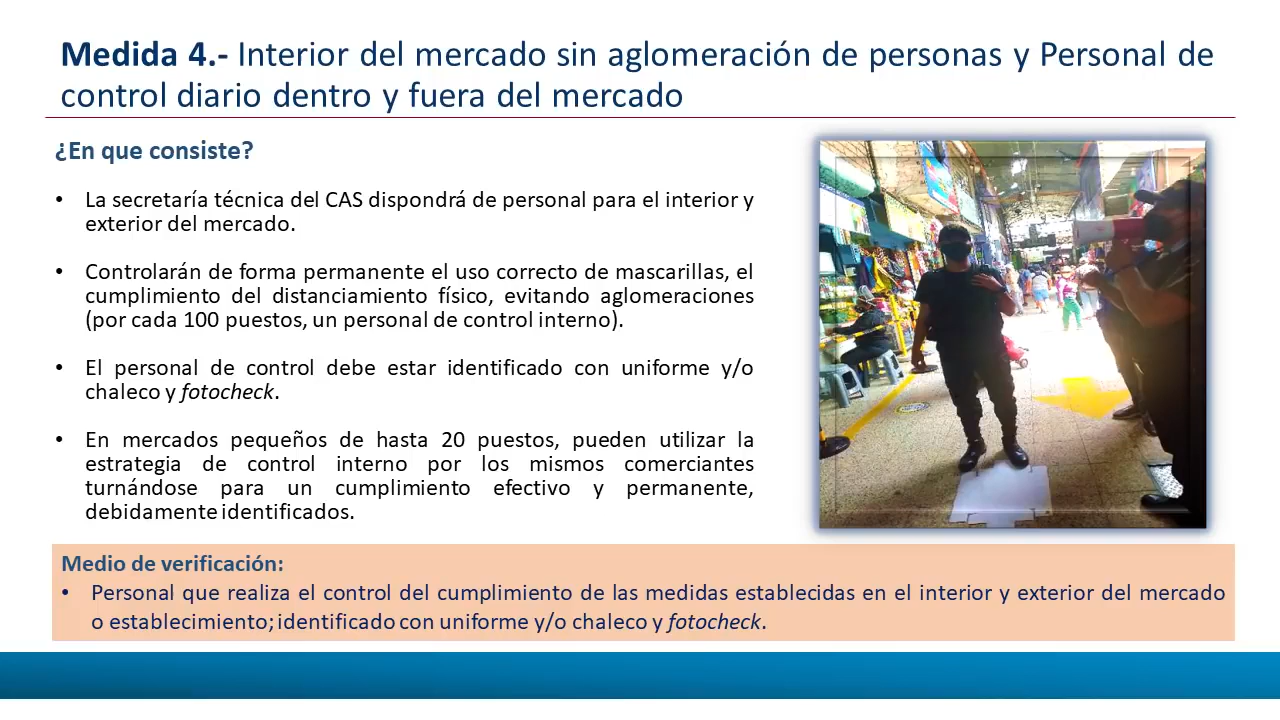 Medida 4.- Interior del mercado sin aglomeración de personas y Personal de
control diario dentro y fuera del mercado
¿En que consiste?
• La secretaría técnica del CAS dispondrá de personal para el interior y
exterior del mercado.
• Controlarán de forma permanente el uso correcto de mascarillas, el
cumplimiento del distanciamiento físico, evitando aglomeraciones
(por cada 100 puestos, un personal de control interno).
• El personal de control debe estar identificado con uniforme y/o
chaleco y fotocheck.
• En mercados pequeños de hasta 20 puestos, pueden utilizar la
estrategia de control interno por los mismos comerciantes
turnándose para un cumplimiento efectivo y permanente,
debidamente identificados.
Medio de verificación:
• Personal que realiza el control del cumplimiento de las medidas establecidas en el interior y exterior del mercado
o establecimiento; identificado con uniforme y/o chaleco y fotocheck.